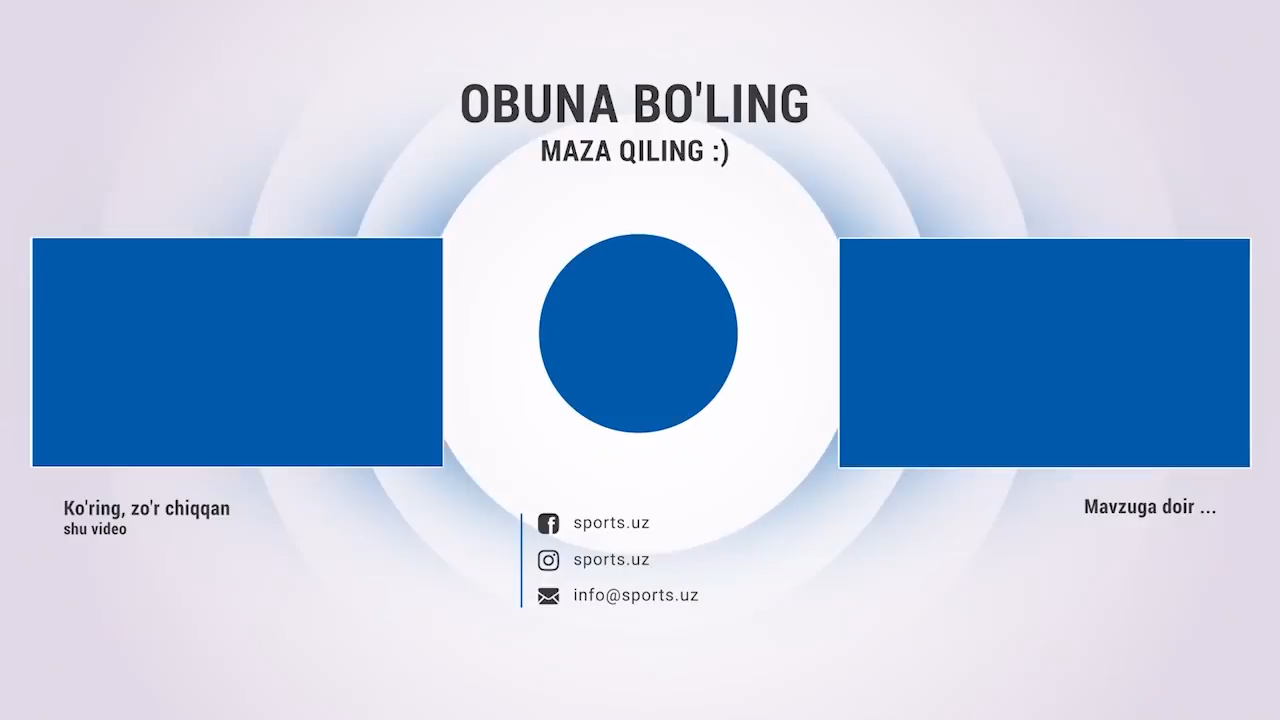 OBUNA BO'LING
MAZA QILING :)
Ko'ring, zo'r chiqqan
shu video
Mavzuga doir ...
sports.uz
sports.uz
info@sports.uz